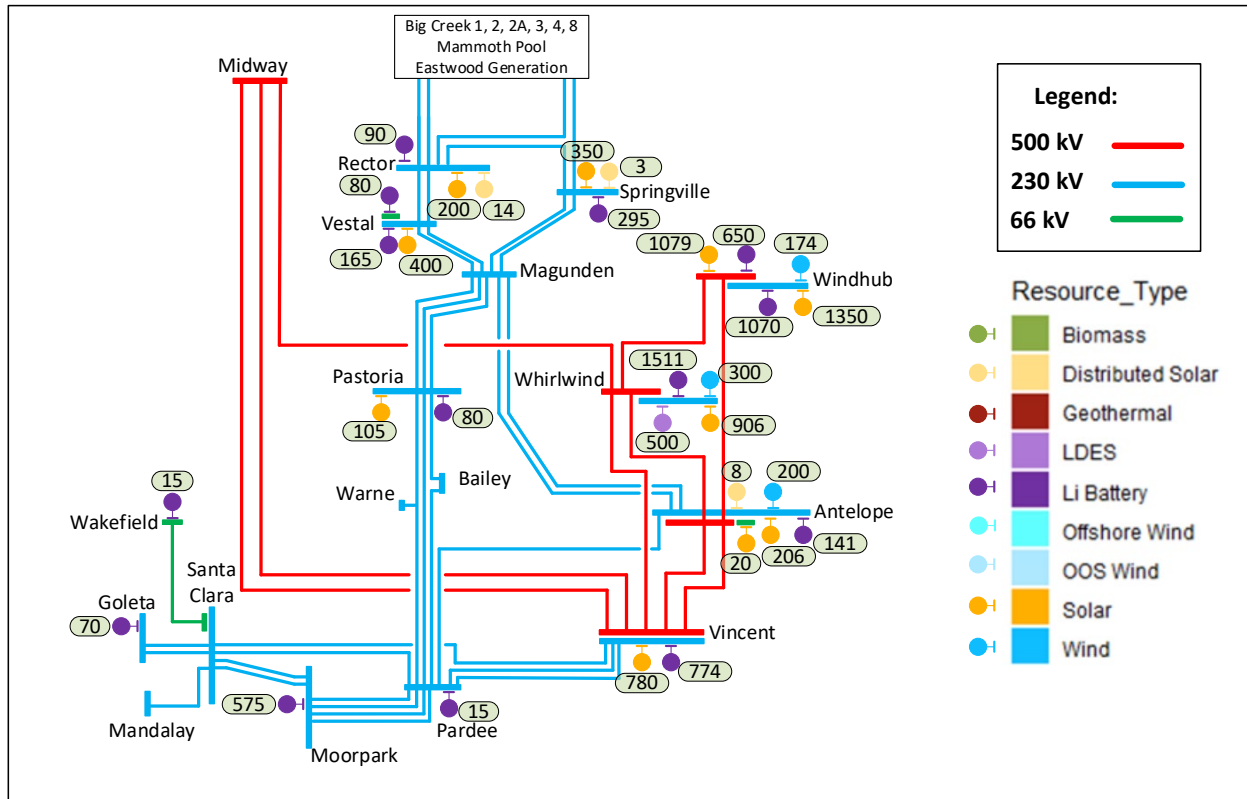 Big Creek 1, 2, 2A, 3, 4, 8
Mammoth Pool
Eastwood Generation
Midway
Legend:
500 kV
230 kV
66 kV
90
Rector
80
200
14
Vestal
165
400
350
3
Springville
295
Magunden
1079
650
174
Windhub
1070
1350
Pastoria
105
80
Whirlwind
1511
300
500
906
Bailey
Warne
8
200
Antelope
20
206
141
15
Wakefield
Santa
Clara
Goleta
70
Mandalay
575
Moorpark
15
Pardee
Vincent
780
774
Resource_Type
Biomass
Distributed Solar
Geothermal
LDES
Li Battery
Offshore Wind
OOS Wind
Solar
Wind